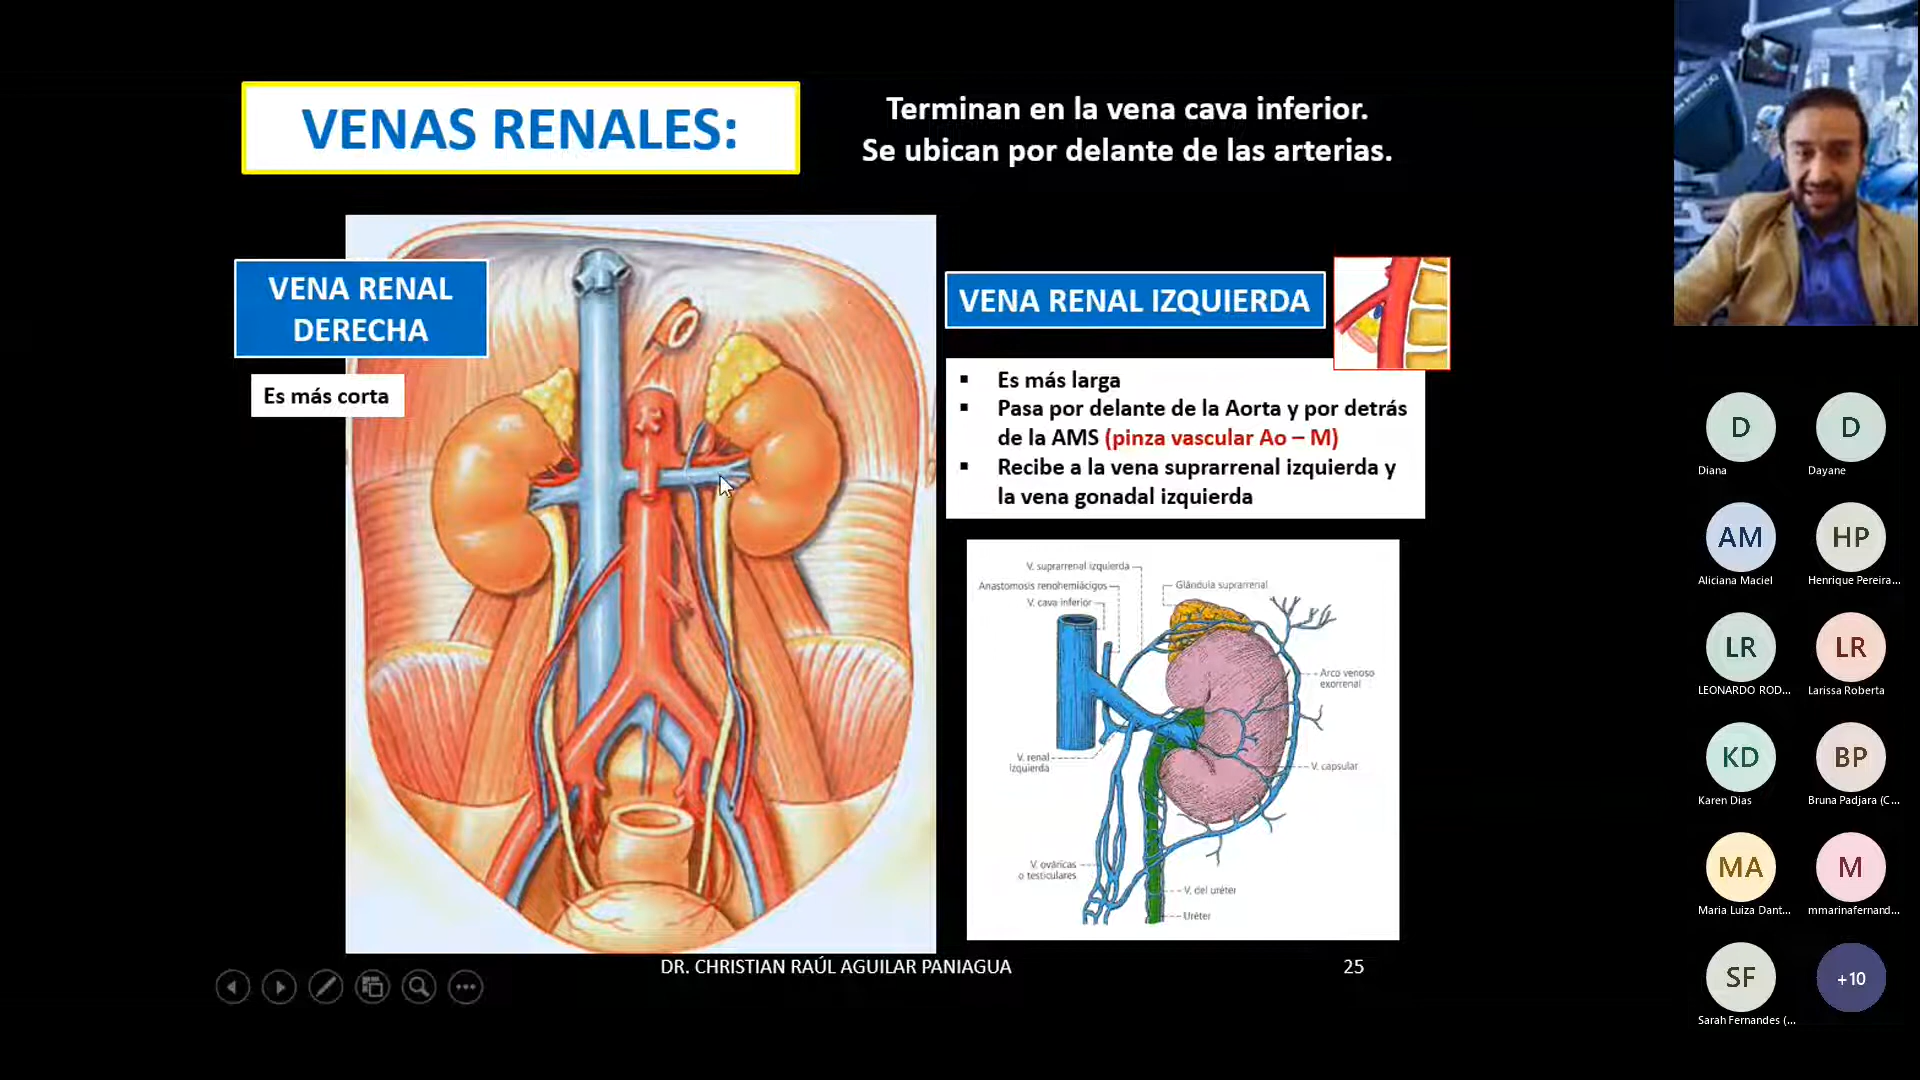 VENAS RENALES:
Terminan en la vena cava inferior.
Se ubican por delante de las arterias.
VENA RENAL
DERECHA
Es más corta
VENA RENAL IZQUIERDA
▪ Es más larga
▪ Pasa por delante de la Aorta y por detrás
de la AMS (pinza vascular Ao – M)
▪ Recibe a la vena suprarrenal izquierda y
la vena gonadal izquierda
V. suprarrenal izquierda
Anastomosis renohemiácigos
V. cava inferior
Glándula suprarrenal
Arco venoso
exorrenal
V. renal
izquierda
V. capsular
V. ováricas
o testiculares
V. del uréter
Uréter
DR. CHRISTIAN RAÚL AGUILAR PANIAGUA
25
D
Diana
D
Dayane
AM
Aliciana Maciel
HP
Henrique Pereira...
LR
LEONARDO ROD...
LR
Larissa Roberta
KD
Karen Dias
BP
Bruna Padjara (C...
MA
Maria Luiza Dant...
M
mmarinafernand...
SF
Sarah Fernandes (...
+10